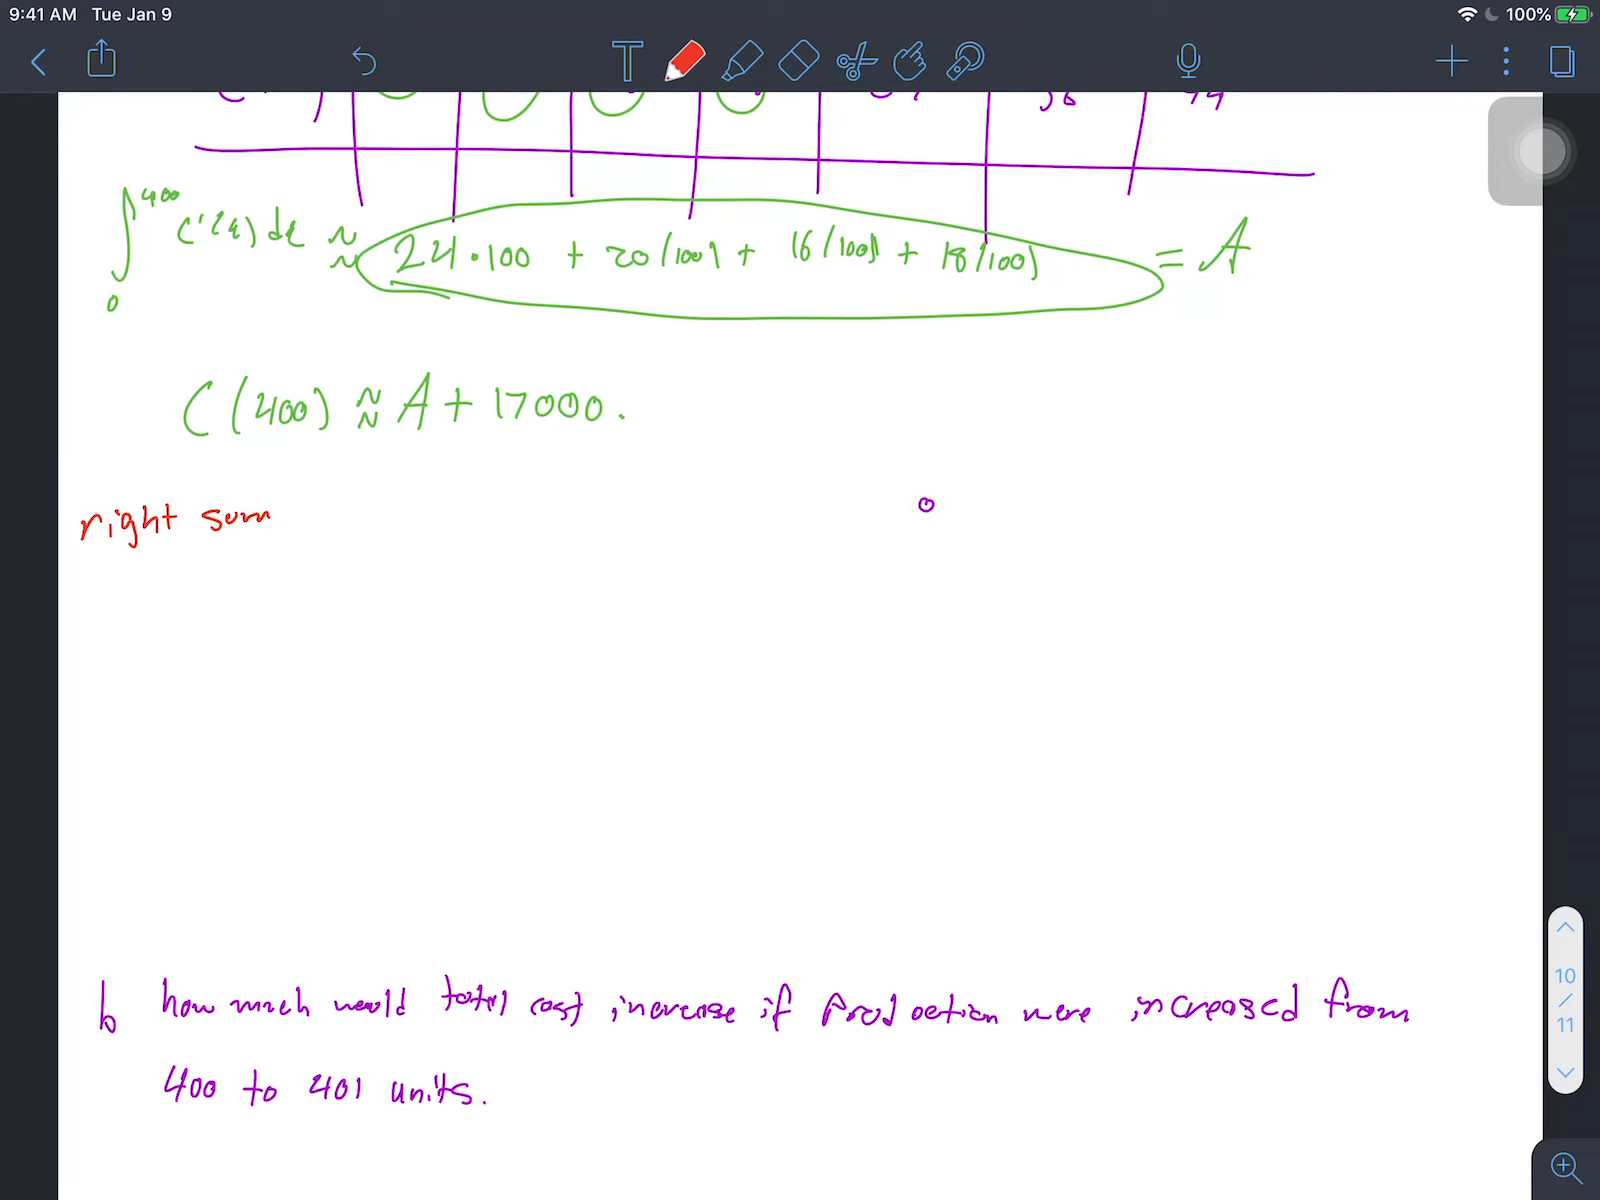 9:41 AM Tue Jan 9 100%
∫₀⁴⁰⁰ C'(q) dq ≈ 24·100 + 20(100) + 16(100) + 18(100) = A
C(400) ≈ A + 17000.
right sum
b how much would total cost increase if Production were increased from
400 to 401 units.
10
/
11